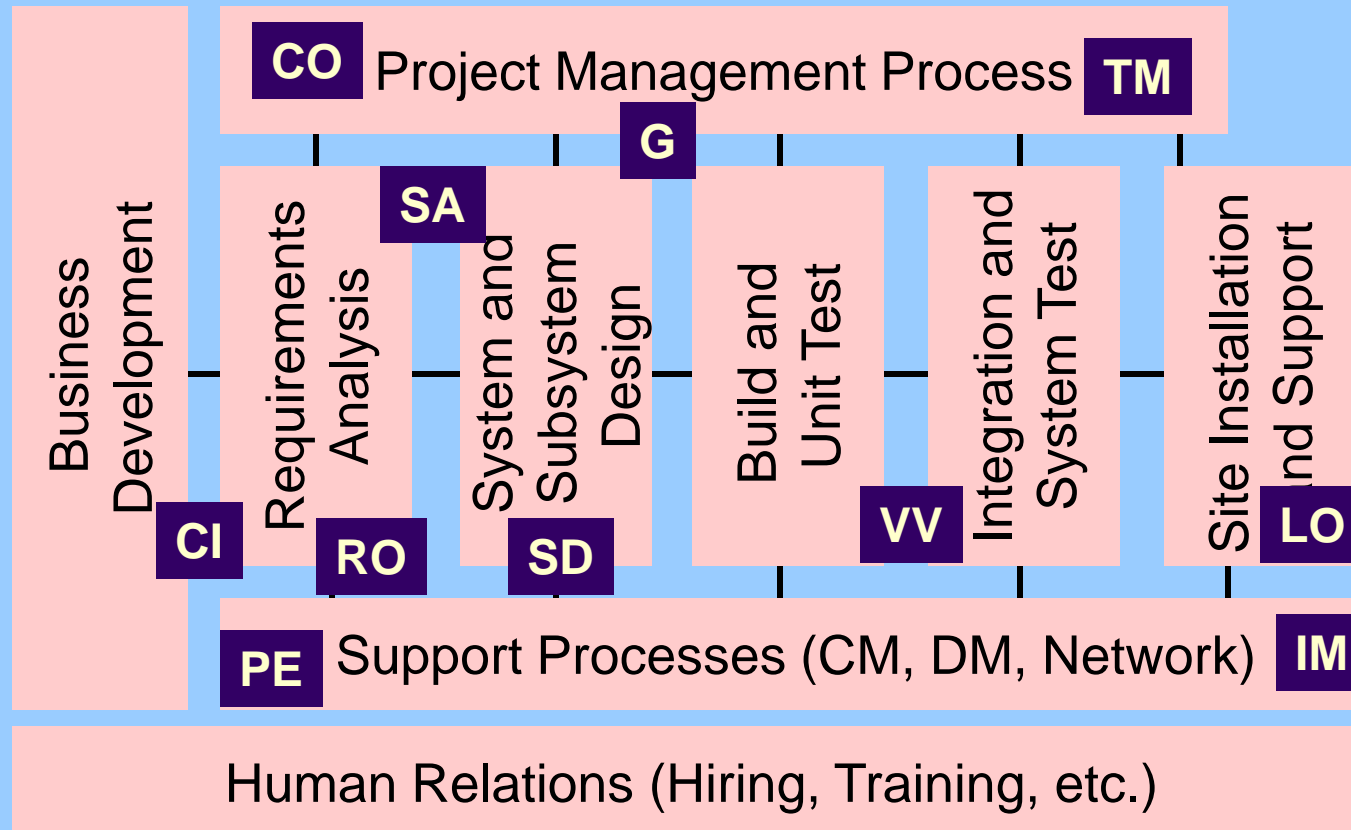 CO
Project Management Process
TM
G
Business
Development
Requirements
Analysis
SA
System and
Subsystem
Design
Build and
Unit Test
Integration and
System Test
Site Installation
and Support
CI
RO
SD
VV
LO
PE
Support Processes (CM, DM, Network)
IM
Human Relations (Hiring, Training, etc.)